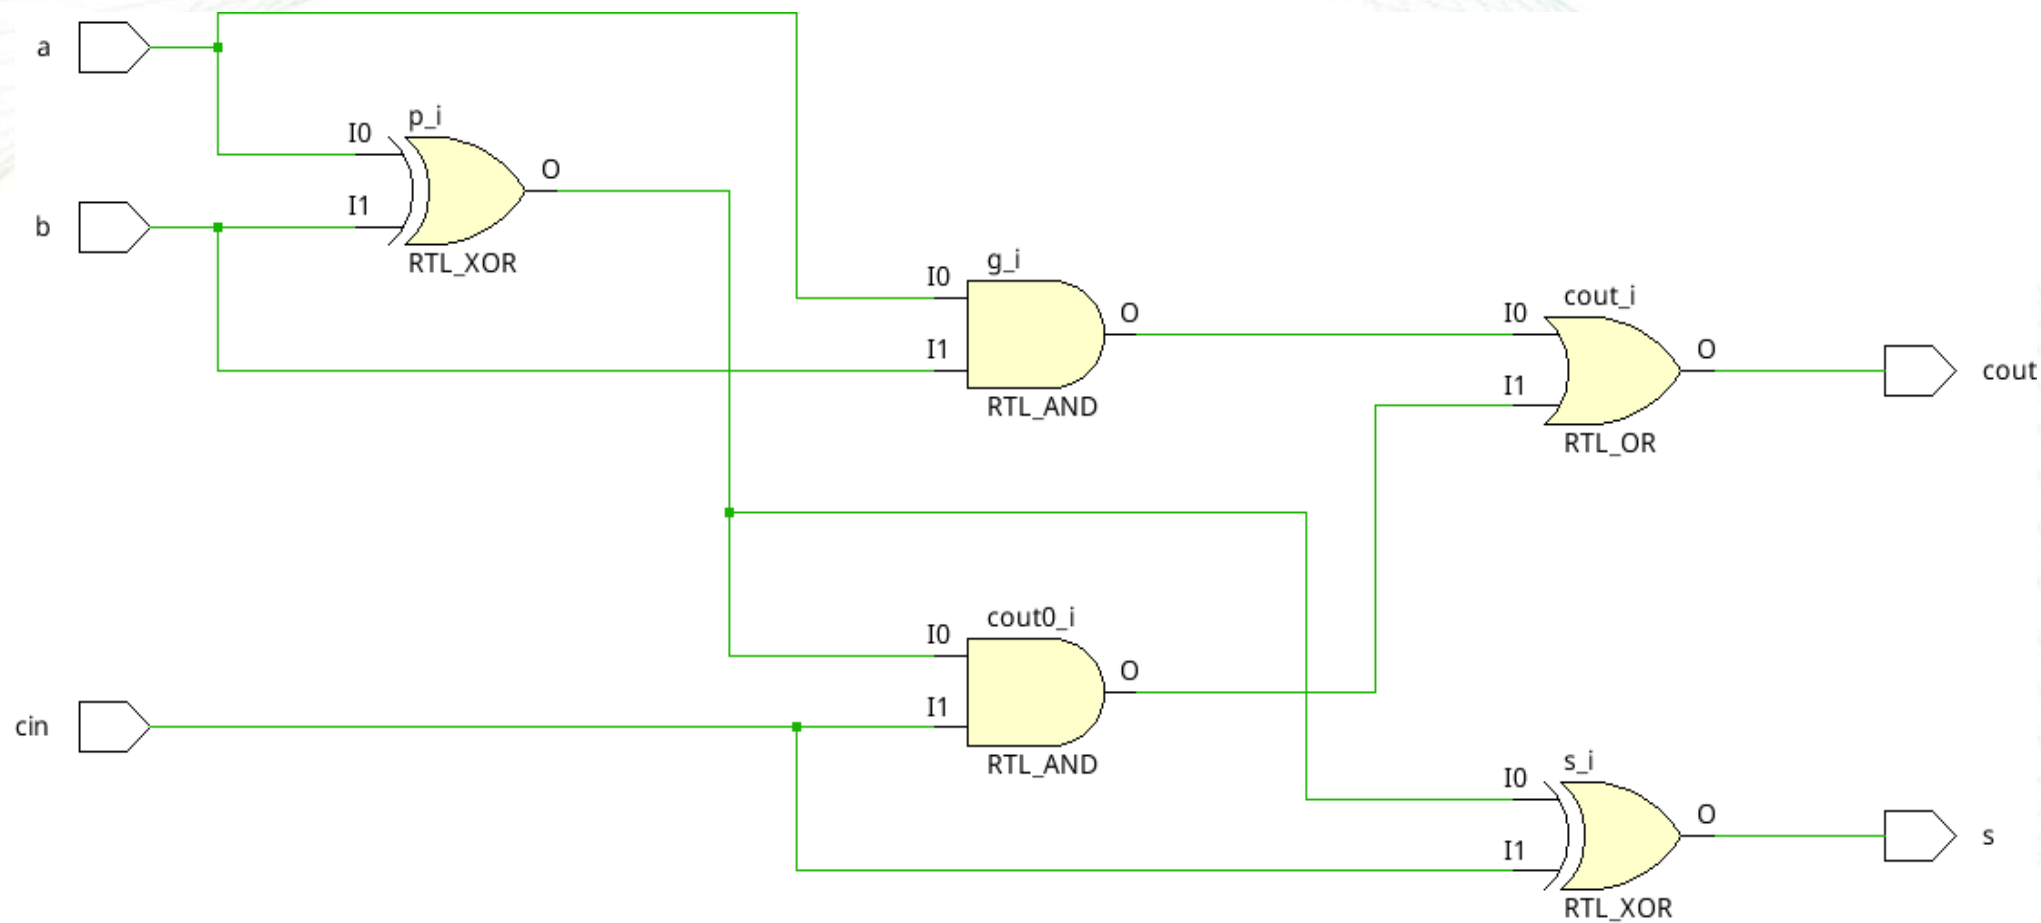 a
p_i
I0
O
I1
b
RTL_XOR
g_i
I0
O
I1
RTL_AND
cout_i
I0
O
I1
cout
RTL_OR
cout0_i
I0
O
I1
cin
RTL_AND
s_i
I0
O
I1
s
RTL_XOR